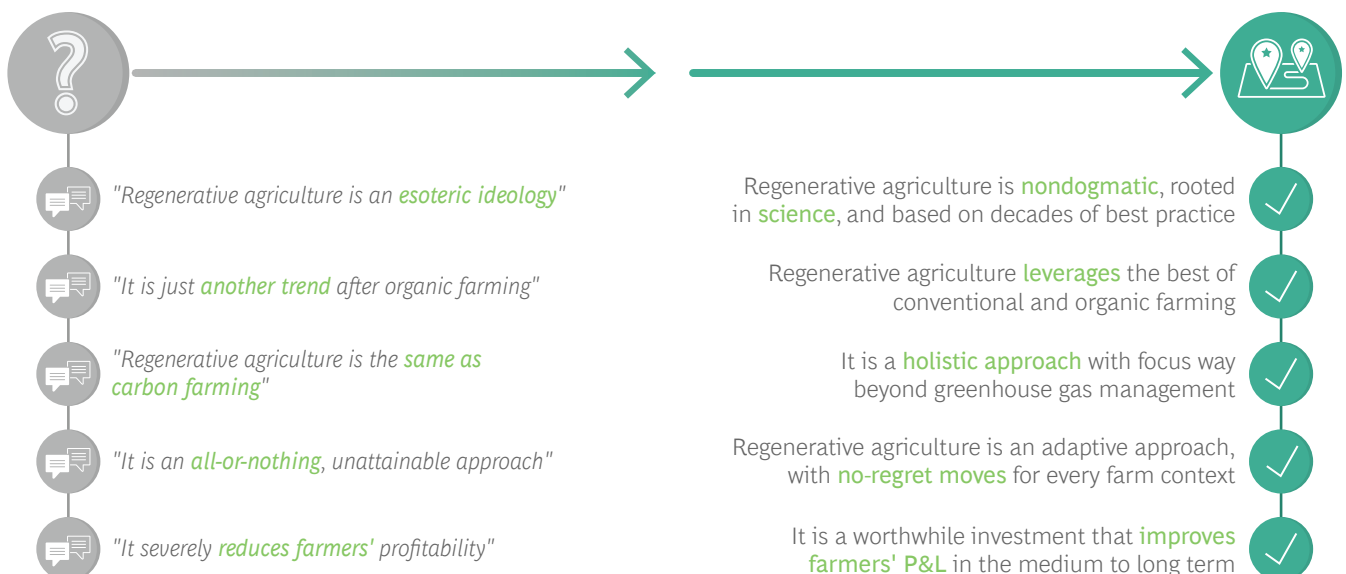 "Regenerative agriculture is an esoteric ideology"
Regenerative agriculture is nondogmatic, rooted
in science, and based on decades of best practice
"It is just another trend after organic farming"
Regenerative agriculture leverages the best of
conventional and organic farming
"Regenerative agriculture is the same as
carbon farming"
It is a holistic approach with focus way
beyond greenhouse gas management
"It is an all-or-nothing, unattainable approach"
Regenerative agriculture is an adaptive approach,
with no-regret moves for every farm context
"It severely reduces farmers' profitability"
It is a worthwhile investment that improves
farmers' P&L in the medium to long term